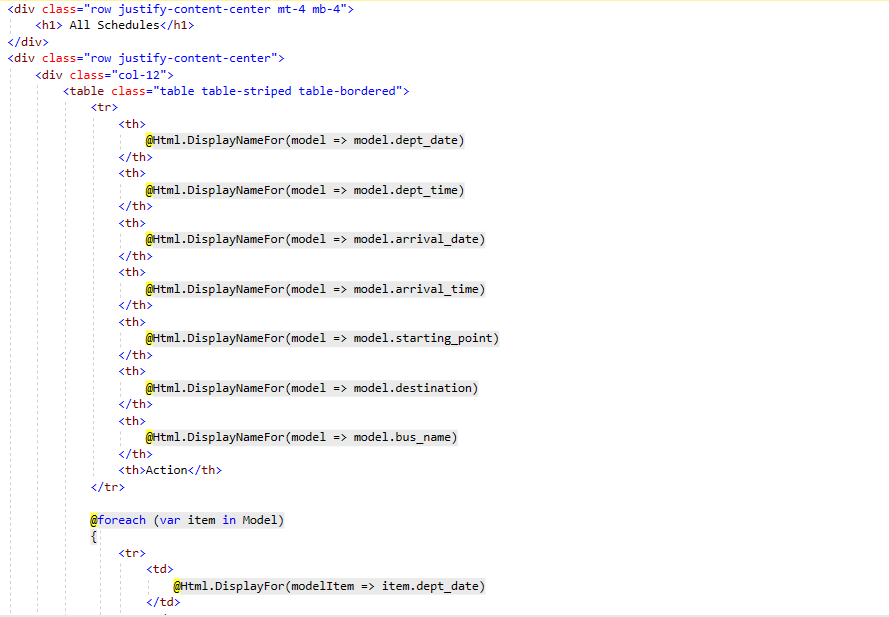 <div class="row justify-content-center mt-4 mb-4">
<h1> All Schedules</h1>
</div>
<div class="row justify-content-center">
<div class="col-12">
<table class="table table-striped table-bordered">
<tr>
<th>
@Html.DisplayNameFor(model => model.dept_date)
</th>
<th>
@Html.DisplayNameFor(model => model.dept_time)
</th>
<th>
@Html.DisplayNameFor(model => model.arrival_date)
</th>
<th>
@Html.DisplayNameFor(model => model.arrival_time)
</th>
<th>
@Html.DisplayNameFor(model => model.starting_point)
</th>
<th>
@Html.DisplayNameFor(model => model.destination)
</th>
<th>
@Html.DisplayNameFor(model => model.bus_name)
</th>
<th>Action</th>
</tr>
@foreach (var item in Model)
{
<tr>
<td>
@Html.DisplayFor(modelItem => item.dept_date)
</td>